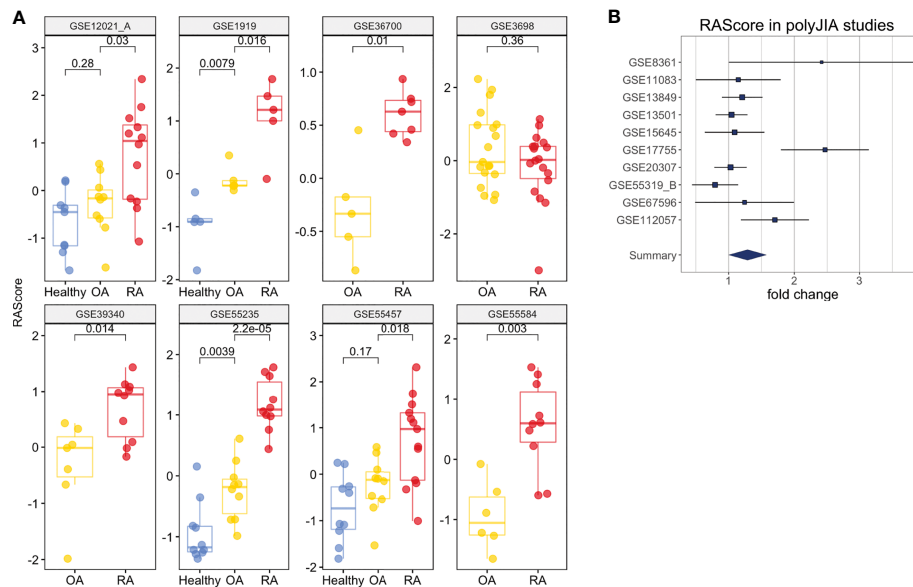 A
GSE12021_A
GSE1919
GSE36700
GSE3698
3
2
1
0
-1
0.03
0.28
Healthy OA RA
2
1
0
-1
-2
0.016
0.0079
Healthy OA RA
1.0
0.5
0.0
-0.5
0.01
OA RA
2
0
-2
0.36
OA RA
RAScore
GSE39340
GSE55235
GSE55457
GSE55584
2
1
0
-1
-2
0.014
OA RA
2
1
0
-1
2.2e-05
0.0039
Healthy OA RA
3
2
1
0
-1
-2
0.018
0.17
Healthy OA RA
2
1
0
-1
0.003
OA RA
B
RAScore in polyJIA studies
GSE8361
GSE11083
GSE13849
GSE13501
GSE15645
GSE17755
GSE20307
GSE55319_B
GSE67596
GSE112057
Summary
0 1 2 3
fold change